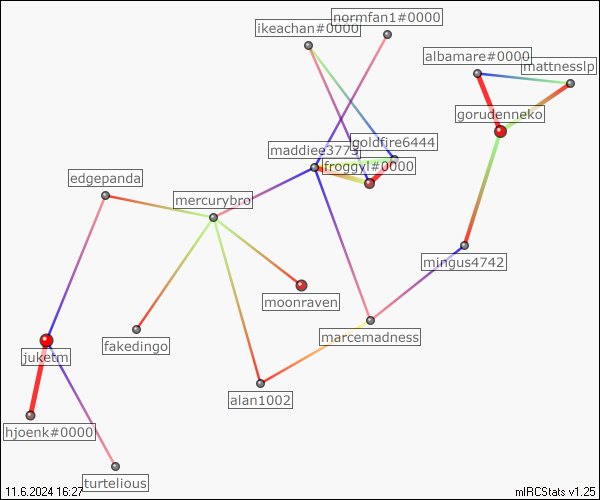 normfan1#0000
ikeachan#0000
albamare#0000
mattnesslp
gorudenneko
goldfire6444
maddiee3773
froggyl#0000
edgepanda
mercurybro
mingus4742
moonraven
marcemadness
fakedingo
juketm
alan1002
hjoenk#0000
turtelious
11.6.2024 16:27
mIRCStats v1.25